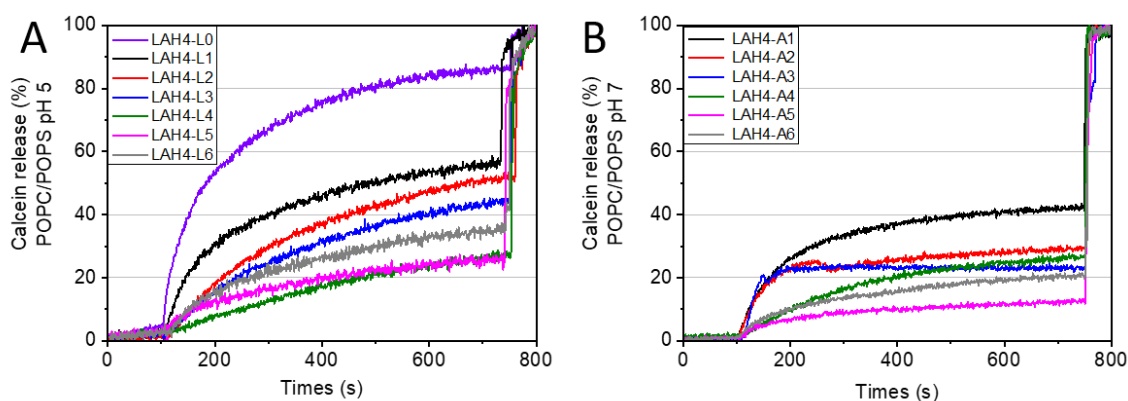 A
Calcein release (%)
POPC/POPS pH 5
100
80
60
40
20
0
LAH4-L0
LAH4-L1
LAH4-L2
LAH4-L3
LAH4-L4
LAH4-L5
LAH4-L6
0 200 400 600 800
Times (s)
B
Calcein release (%)
POPC/POPS pH 7
100
80
60
40
20
0
LAH4-A1
LAH4-A2
LAH4-A3
LAH4-A4
LAH4-A5
LAH4-A6
0 200 400 600 800
Times (s)